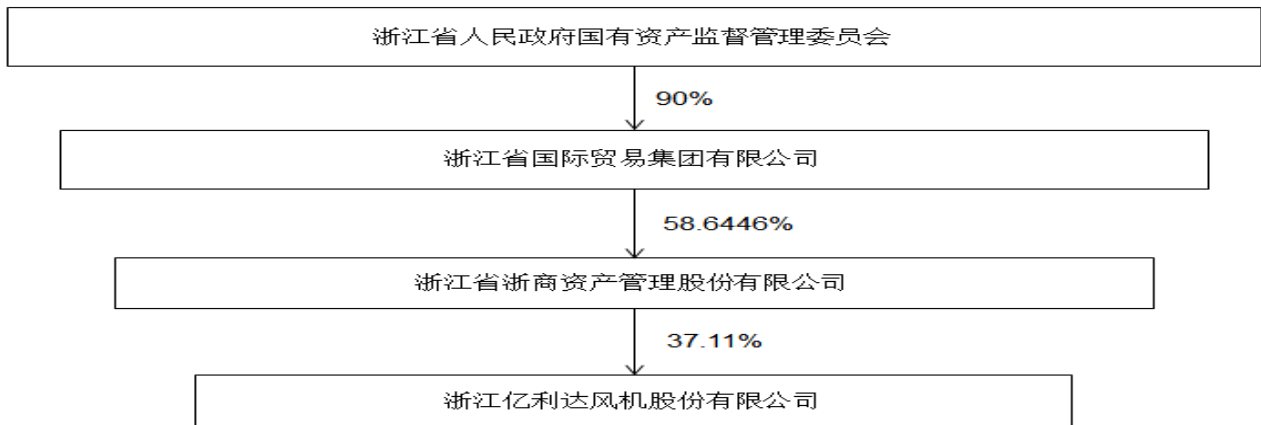 浙江省人民政府国有资产监督管理委员会
90%
浙江省国际贸易集团有限公司
58.6446%
浙江省浙商资产管理股份有限公司
37.11%
浙江亿利达风机股份有限公司